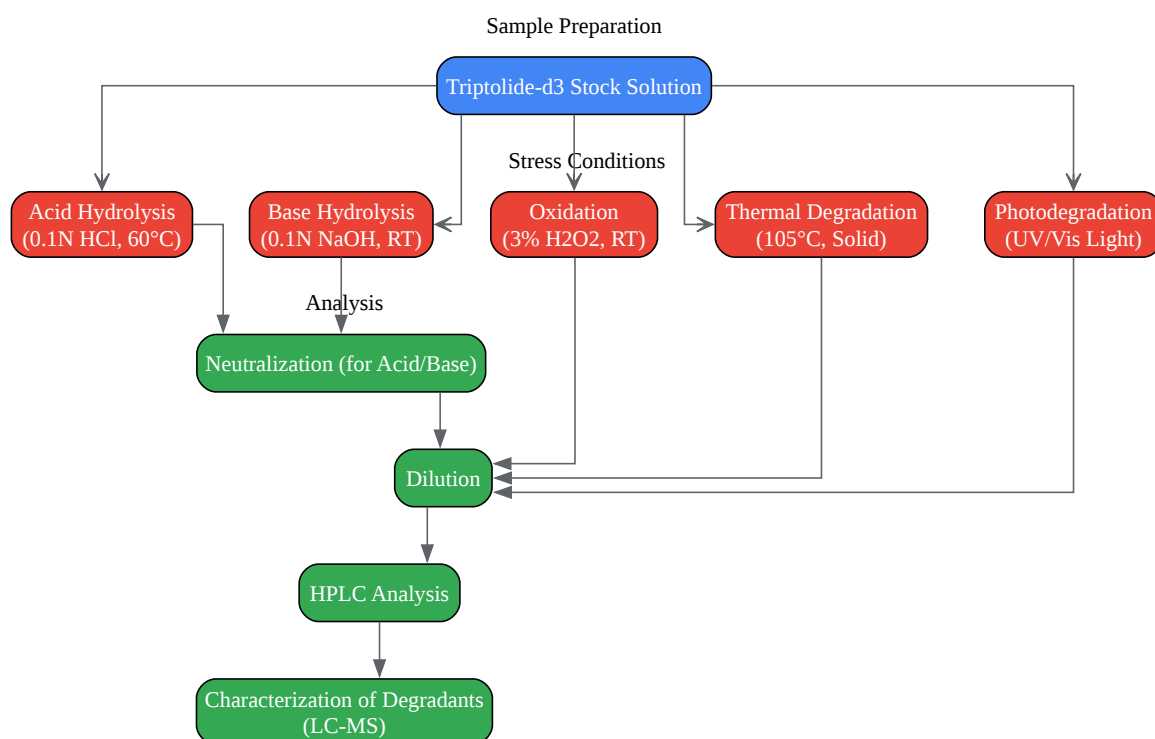 Sample Preparation
Triptolide-d3 Stock Solution
Stress Conditions
Acid Hydrolysis
(0.1N HCl, 60°C)
Base Hydrolysis
(0.1N NaOH, RT)
Oxidation
(3% H2O2, RT)
Thermal Degradation
(105°C, Solid)
Photodegradation
(UV/Vis Light)
Analysis
Neutralization (for Acid/Base)
Dilution
HPLC Analysis
Characterization of Degradants
(LC-MS)